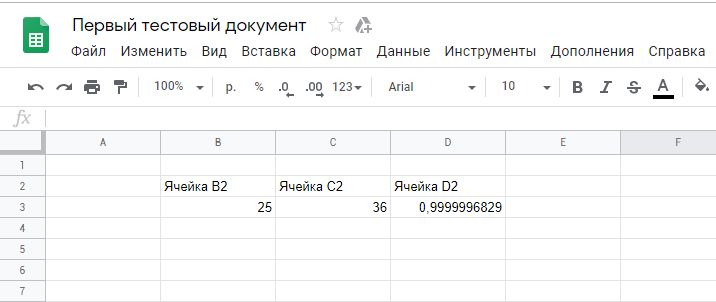 Первый тестовый документ
Файл Изменить Вид Вставка Формат Данные Инструменты Дополнения Справка
100% р. % .0 .00 123 Arial 10 B I S A
fx
A B C D E F
1
2 Ячейка B2 Ячейка C2 Ячейка D2
3 25 36 0,9999996829
4
5
6
7